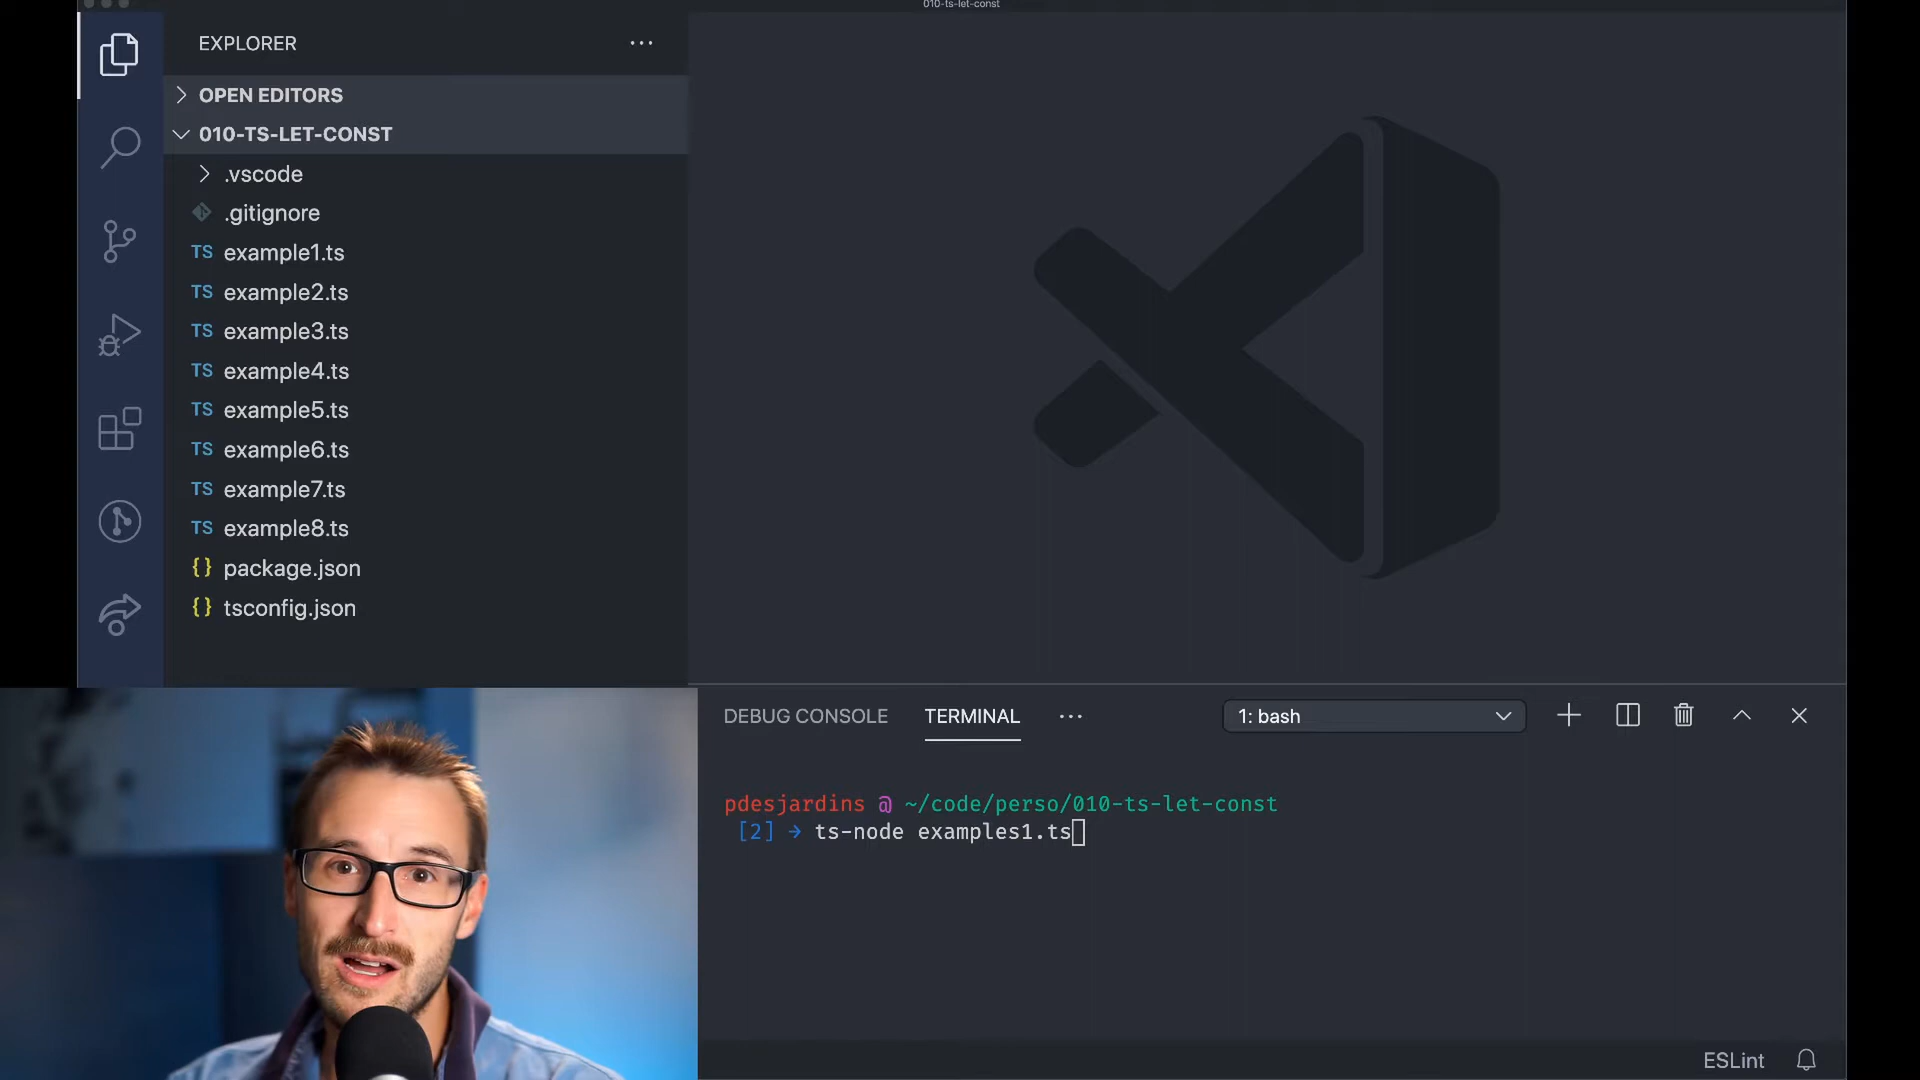 010-ts-let-const
EXPLORER
OPEN EDITORS
010-TS-LET-CONST
.vscode
.gitignore
TS example1.ts
TS example2.ts
TS example3.ts
TS example4.ts
TS example5.ts
TS example6.ts
TS example7.ts
TS example8.ts
{} package.json
{} tsconfig.json
DEBUG CONSOLE TERMINAL ··· 1: bash
pdesjardins @ ~/code/perso/010-ts-let-const
[2] → ts-node examples1.ts
ESLint